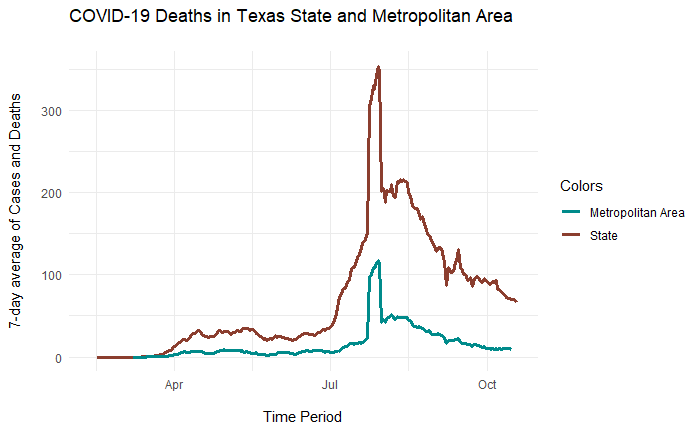 COVID-19 Deaths in Texas State and Metropolitan Area
7-day average of Cases and Deaths
300
200
100
0
Apr
Jul
Oct
Time Period
Colors
Metropolitan Area
State